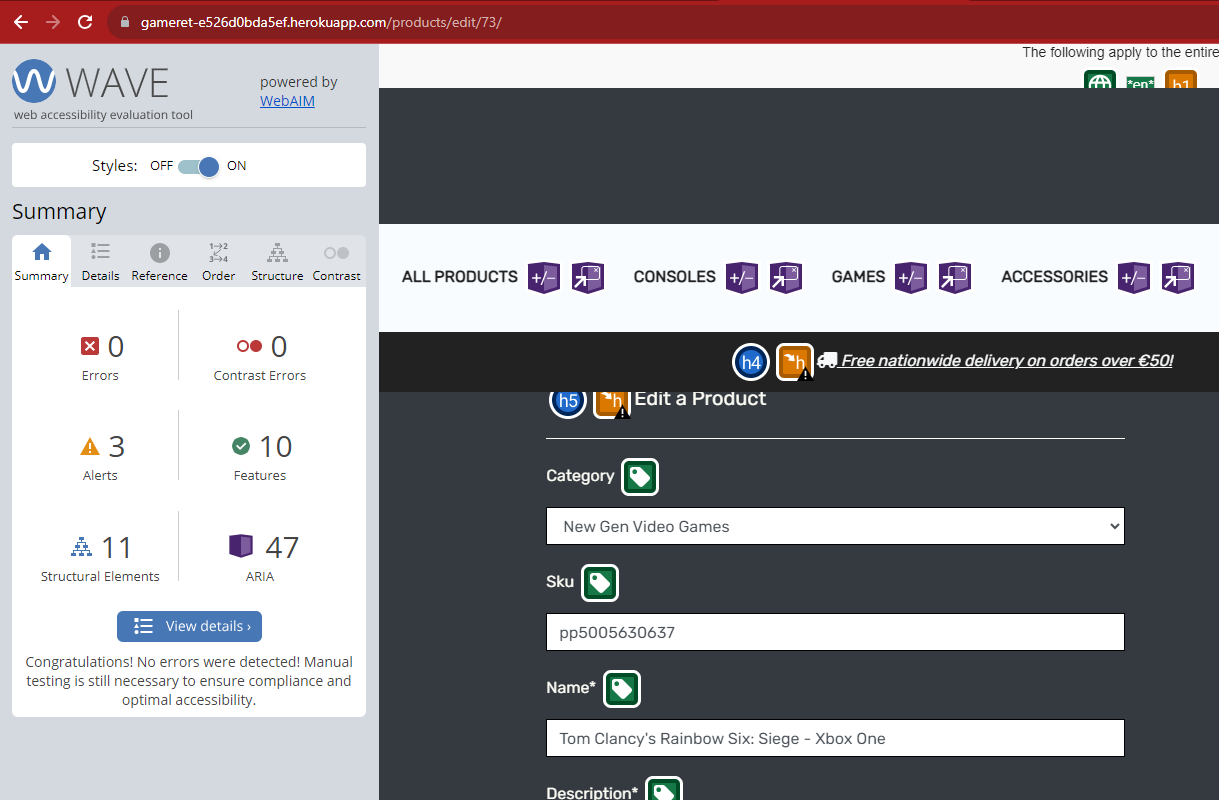 gameret-e526d0bda5ef.herokuapp.com/products/edit/73/
WAVE
web accessibility evaluation tool
powered by
WebAIM
Styles: OFF ON
Summary
Summary Details Reference Order Structure Contrast
0 Errors
0 Contrast Errors
3 Alerts
10 Features
11 Structural Elements
47 ARIA
View details ›
Congratulations! No errors were detected! Manual
testing is still necessary to ensure compliance and
optimal accessibility.
The following apply to the entire
*en* h1
ALL PRODUCTS +/− CONSOLES +/− GAMES +/− ACCESSORIES +/−
h4 h Free nationwide delivery on orders over €50!
h5 h Edit a Product
Category
New Gen Video Games
Sku
pp5005630637
Name*
Tom Clancy's Rainbow Six: Siege - Xbox One
Description*